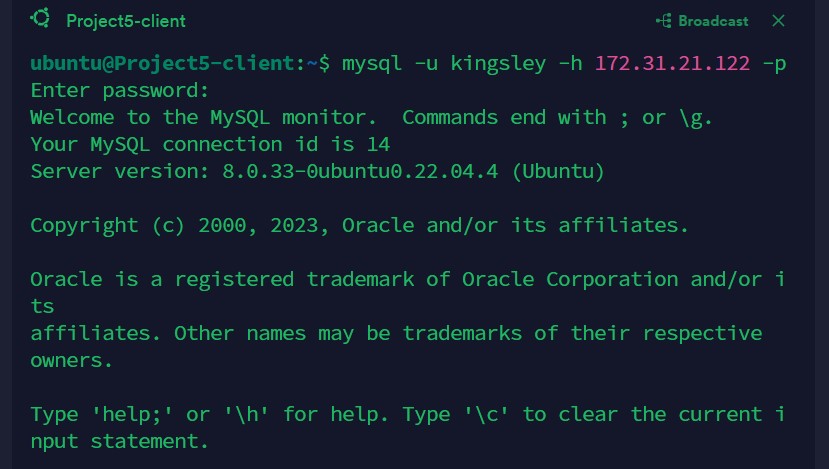 Project5-client
Broadcast
ubuntu@Project5-client:~$ mysql -u kingsley -h 172.31.21.122 -p
Enter password:
Welcome to the MySQL monitor.  Commands end with ; or \g.
Your MySQL connection id is 14
Server version: 8.0.33-0ubuntu0.22.04.4 (Ubuntu)
Copyright (c) 2000, 2023, Oracle and/or its affiliates.
Oracle is a registered trademark of Oracle Corporation and/or i
ts
affiliates. Other names may be trademarks of their respective
owners.
Type 'help;' or '\h' for help. Type '\c' to clear the current i
nput statement.